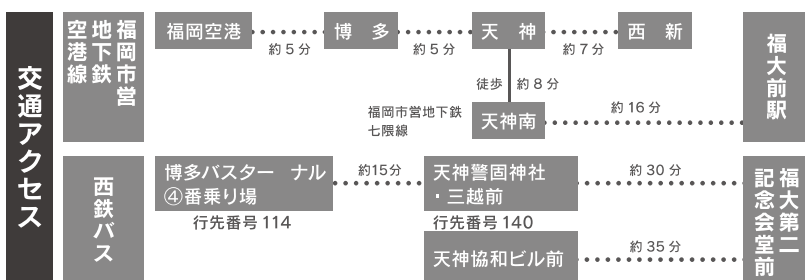 交通アクセス
福岡市営
地下鉄
空港線
福岡空港
約5分
博 多
約5分
天 神
約7分
西 新
徒歩 約8分
福岡市営地下鉄
七隈線
天神南
約16分
福大前駅
西鉄バス
博多バスター ナル
④番乗り場
行先番号114
約15分
天神警固神社
・三越前
行先番号140
約30分
天神協和ビル前
約35分
福大第二
記念会堂前